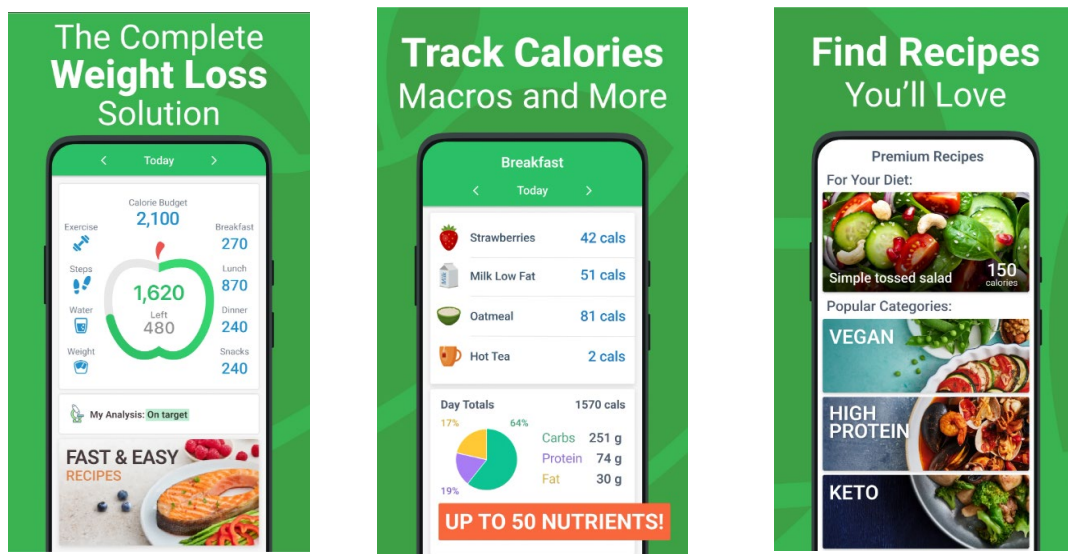 The Complete
Weight Loss
Solution
Today
Calorie Budget
2,100
Exercise
Steps
Water
Weight
1,620
Left
480
Breakfast
270
Lunch
870
Dinner
240
Snacks
240
My Analysis: On target
FAST & EASY
RECIPES
Track Calories
Macros and More
Breakfast
Today
Strawberries 42 cals
Milk Low Fat 51 cals
Oatmeal 81 cals
Hot Tea 2 cals
Day Totals 1570 cals
17% 64%
19%
Carbs 251 g
Protein 74 g
Fat 30 g
UP TO 50 NUTRIENTS!
Find Recipes
You'll Love
Premium Recipes
For Your Diet:
Simple tossed salad 150
calories
Popular Categories:
VEGAN
HIGH
PROTEIN
KETO